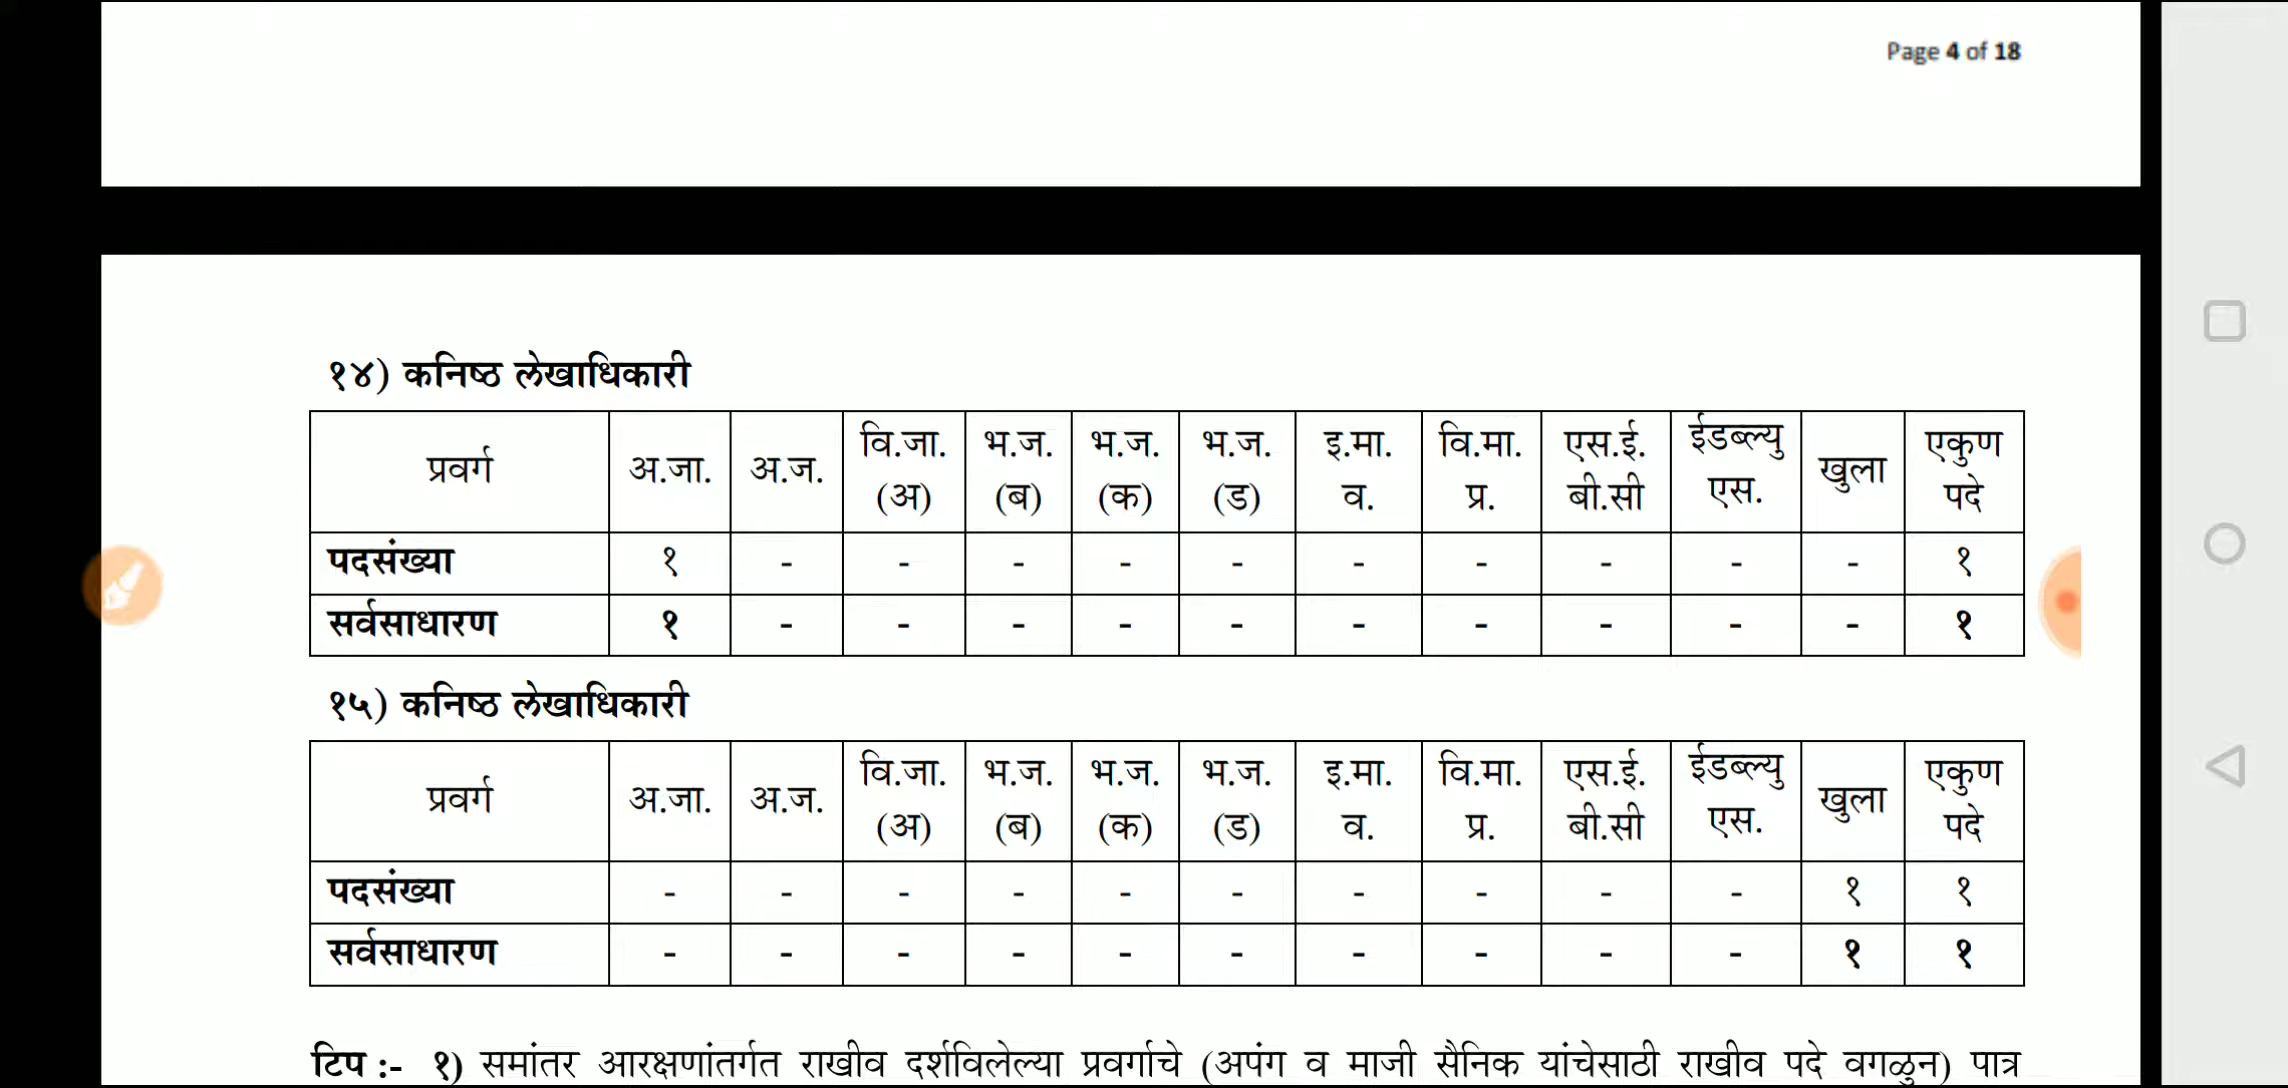 Page 4 of 18
१४) कनिष्ठ लेखाधिकारी
प्रवर्ग अ.जा. अ.ज. वि.जा. (अ) भ.ज. (ब) भ.ज. (क) भ.ज. (ड) इ.मा. व. वि.मा. प्र. एस.ई. बी.सी ईडब्ल्यु एस. खुला एकुण पदे
पदसंख्या १ - - - - - - - - - - १
सर्वसाधारण १ - - - - - - - - - - १
१५) कनिष्ठ लेखाधिकारी
प्रवर्ग अ.जा. अ.ज. वि.जा. (अ) भ.ज. (ब) भ.ज. (क) भ.ज. (ड) इ.मा. व. वि.मा. प्र. एस.ई. बी.सी ईडब्ल्यु एस. खुला एकुण पदे
पदसंख्या - - - - - - - - - - १ १
सर्वसाधारण - - - - - - - - - - १ १
टिप :- १) समांतर आरक्षणांतर्गत राखीव दर्शविलेल्या प्रवर्गाचे (अपंग व माजी सैनिक यांचेसाठी राखीव पदे वगळुन) पात्र